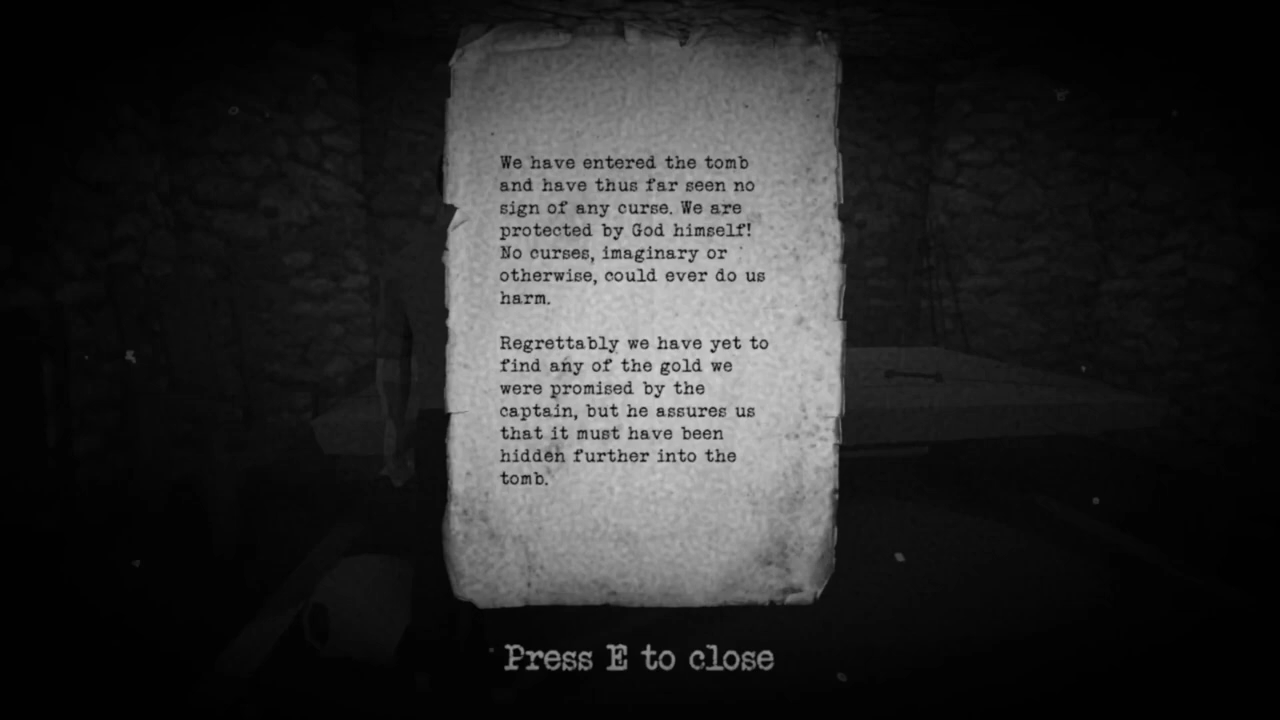 We have entered the tomb
and have thus far seen no
sign of any curse. We are
protected by God himself!
No curses, imaginary or
otherwise, could ever do us
harm.
Regrettably we have yet to
find any of the gold we
were promised by the
captain, but he assures us
that it must have been
hidden further into the
tomb.
Press E to close